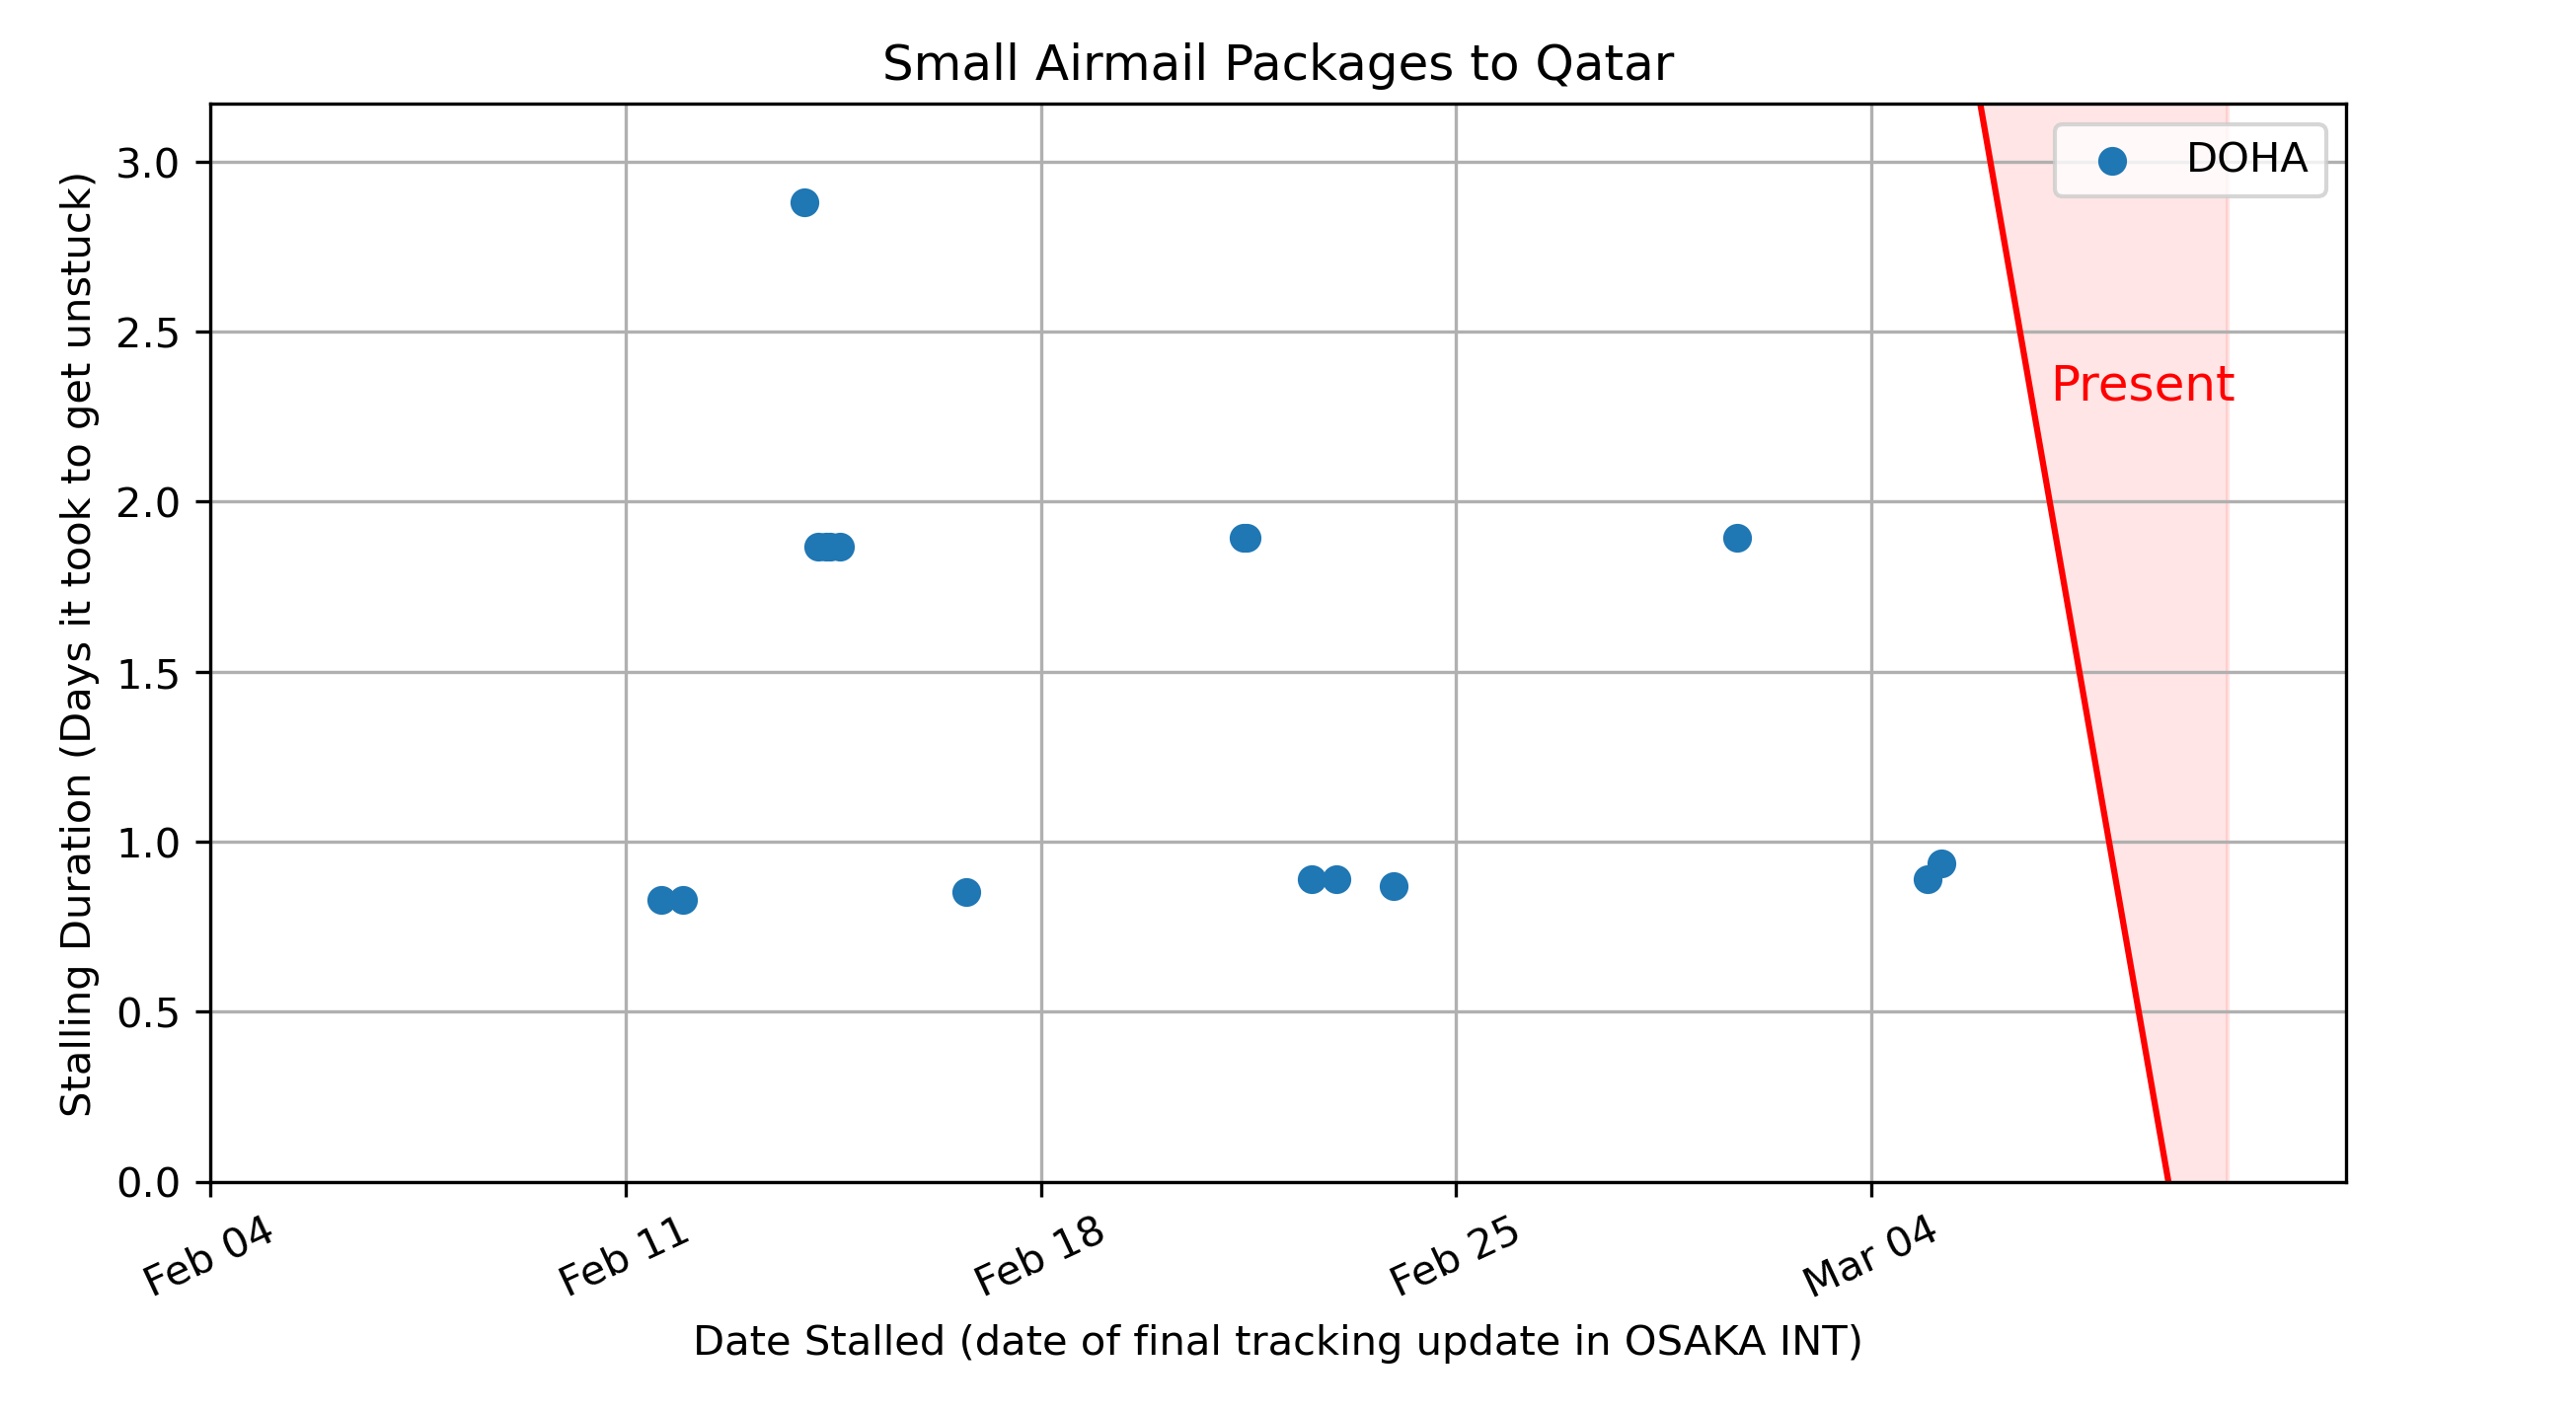 Small Airmail Packages to Qatar
DOHA
Present
Stalling Duration (Days it took to get unstuck)
3.0
2.5
2.0
1.5
1.0
0.5
0.0
Feb 04
Feb 11
Feb 18
Feb 25
Mar 04
Date Stalled (date of final tracking update in OSAKA INT)